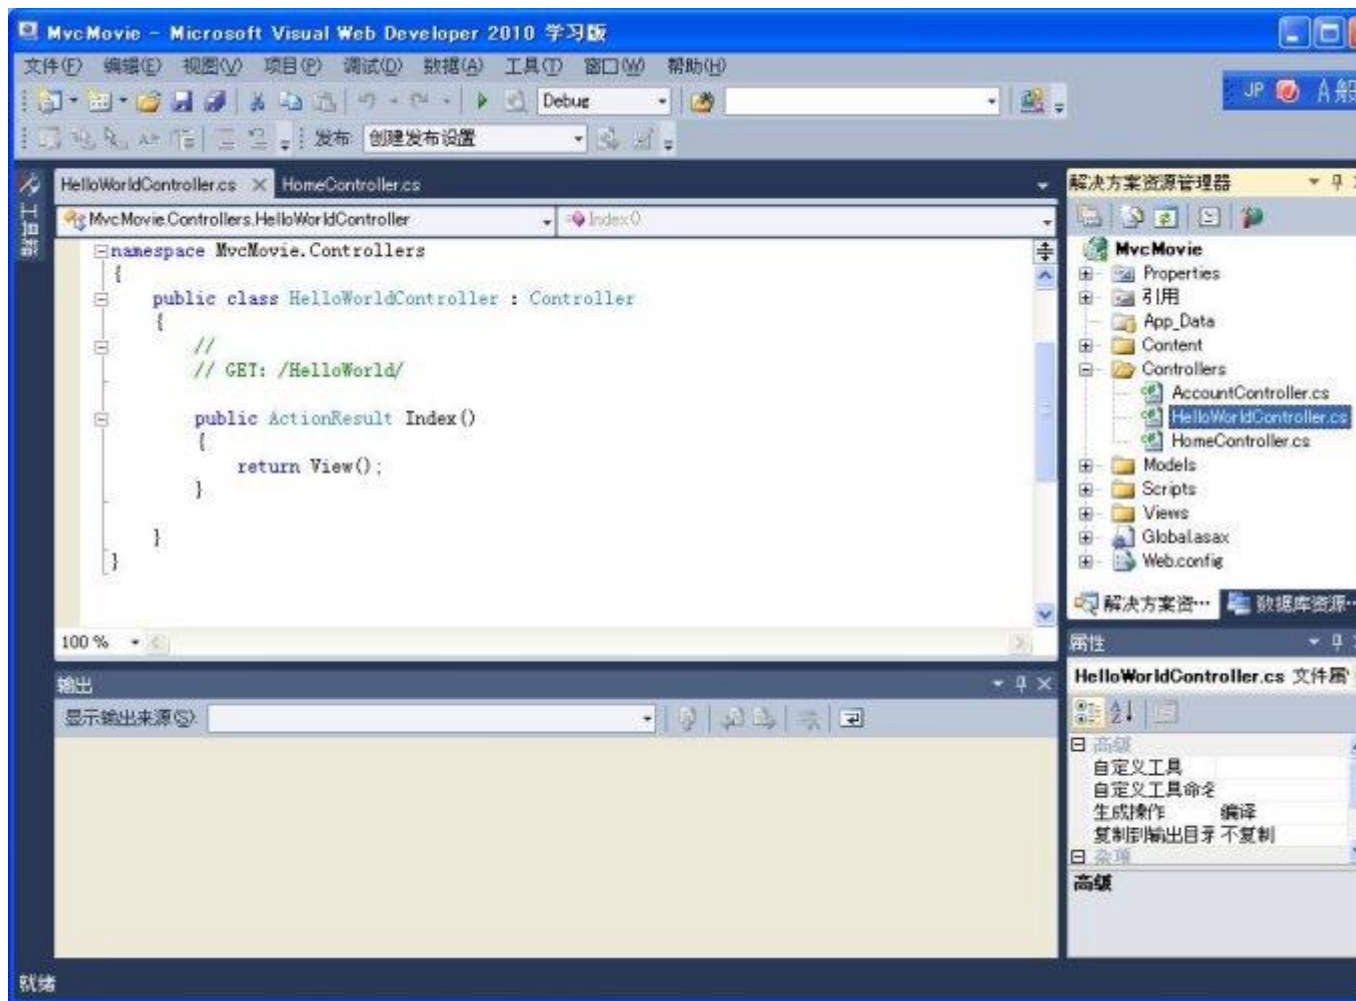 MvcMovie - Microsoft Visual Web Developer 2010 学习版
文件(F) 编辑(E) 视图(V) 项目(P) 调试(D) 数据(A) 工具(T) 窗口(W) 帮助(H)
Debug
JP A 般
发布: 创建发布设置
工具箱
HelloWorldController.cs HomeController.cs
MvcMovie.Controllers.HelloWorldController Index()
namespace MvcMovie.Controllers
{
public class HelloWorldController : Controller
{
//
// GET: /HelloWorld/
public ActionResult Index()
{
return View();
}
}
}
100 %
输出
显示输出来源(S):
解决方案资源管理器
MvcMovie
Properties
引用
App_Data
Content
Controllers
AccountController.cs
HelloWorldController.cs
HomeController.cs
Models
Scripts
Views
Global.asax
Web.config
解决方案资… 数据库资源…
属性
HelloWorldController.cs 文件属
高级
自定义工具
自定义工具命名
生成操作 编译
复制到输出目录 不复制
杂项
高级
就绪